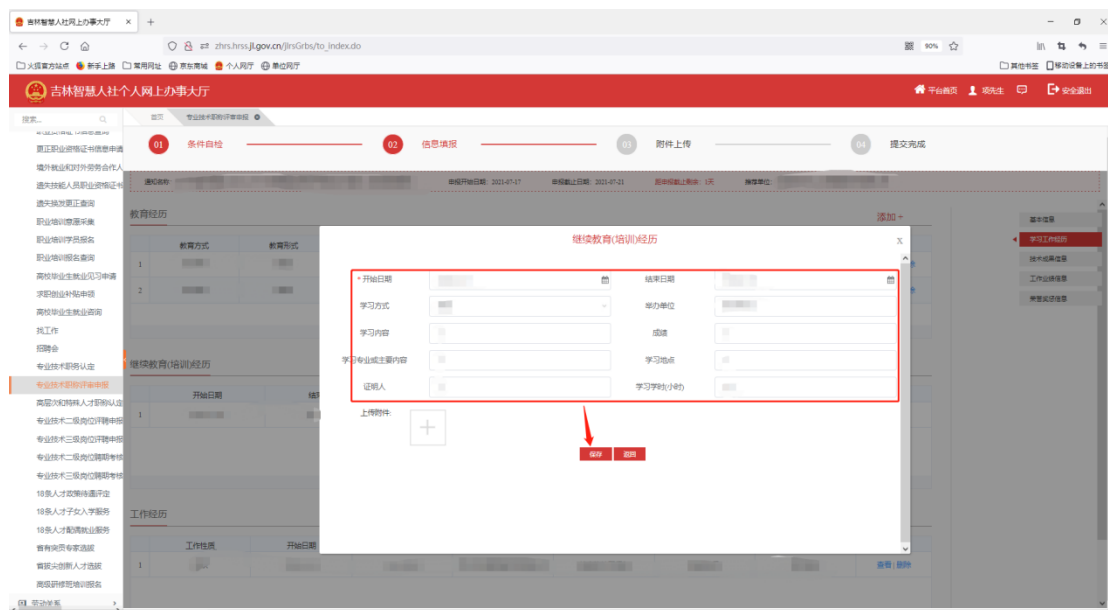 吉林智慧人社网上办事大厅 × +
zhrs.hrss.jl.gov.cn/jlrsGrbs/to_index.do 90%
火狐官方站点 新手上路 常用网址 京东商城 个人网厅 单位网厅 其他书签 移动设备上的书签
吉林智慧人社个人网上办事大厅 平台首页 项先生 安全退出
搜索... 首页 专业技术职称评审申报
01 条件自检 02 信息填报 03 附件上传 04 提交完成
更正职业资格证书信息申请
境外就业和对外劳务合作人
遗失技能人员职业资格证书
遗失换发更正查询
职业培训意愿采集
职业培训学员报名
职业培训报名查询
高校毕业生就业见习申请
求职创业补贴申领
高校毕业生就业咨询
找工作
招聘会
专业技术职务认定
专业技术职称评审申报
高层次和特殊人才职称认定
专业技术二级岗位评聘申报
专业技术三级岗位评聘申报
专业技术二级岗位聘期考核
专业技术三级岗位聘期考核
18条人才政策待遇评定
18条人才子女入学服务
18条人才配偶就业服务
省有突贡专家选拔
省拔尖创新人才选拔
高级研修班培训报名
劳动关系
通知名称: 申报开始日期: 2021-07-17 申报截止日期: 2021-07-21 距申报截止剩余: 1天 推荐单位:
教育经历 添加 +
教育方式 教育形式
1
2
继续教育(培训)经历
开始日期
1
工作经历
工作性质 开始日期
1 查看 | 删除
继续教育(培训)经历 X
* 开始日期 结束日期
学习方式 举办单位
学习内容 成绩
学习专业或主要内容 学习地点
证明人 学习学时(小时)
上传附件:
保存 返回
基本信息
学习工作经历
技术成果信息
工作业绩信息
荣誉奖惩信息